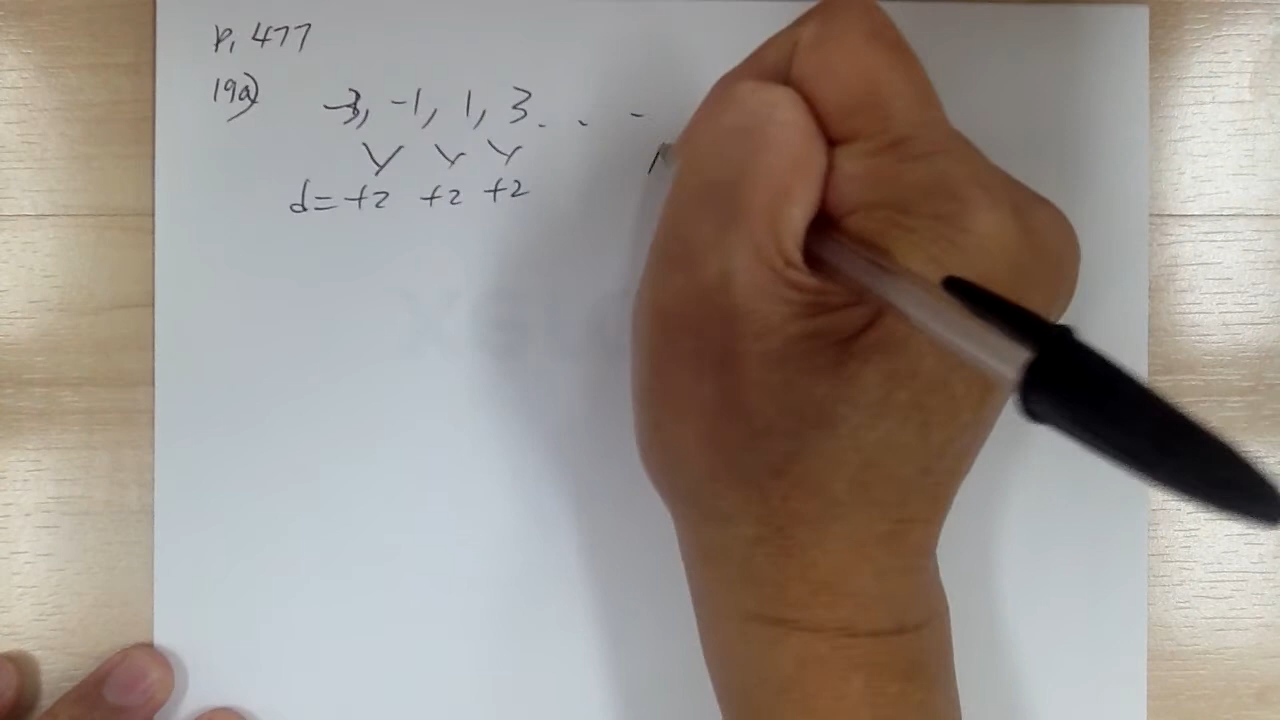 p. 477
19a) -3, -1, 1, 3 . . .
d=+2 +2 +2